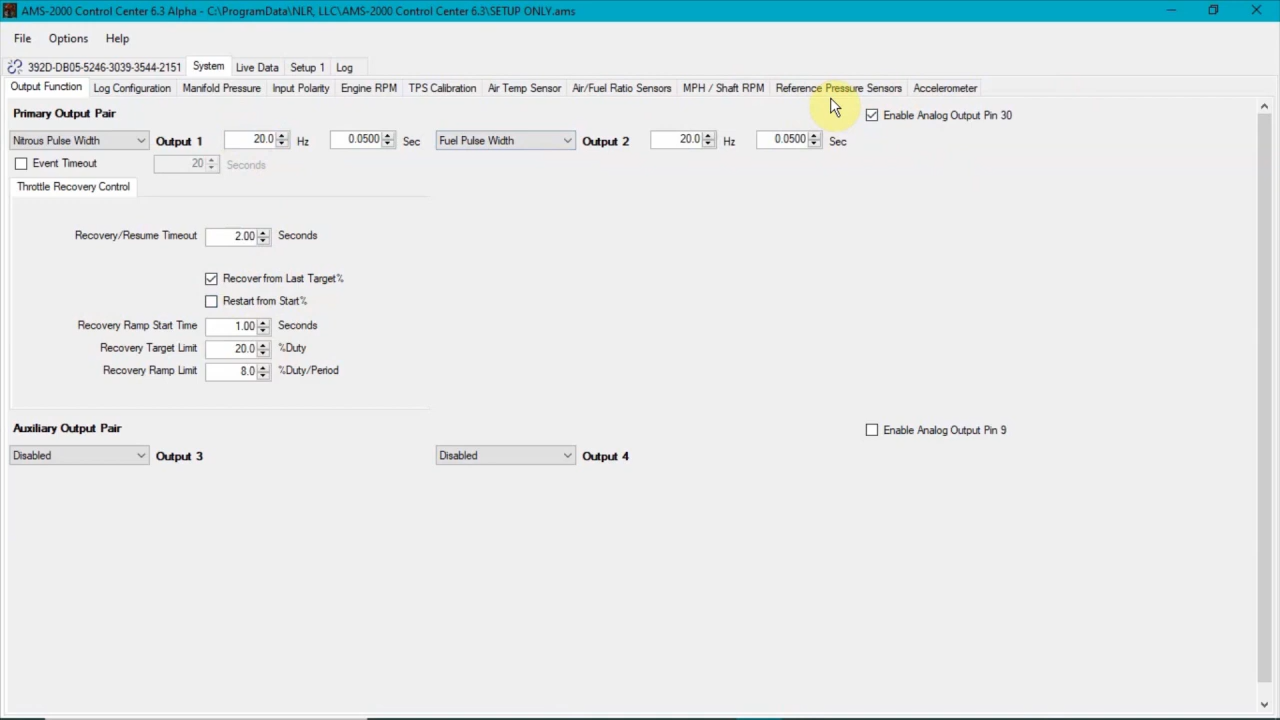 AMS-2000 Control Center 6.3 Alpha - C:\ProgramData\NLR, LLC\AMS-2000 Control Center 6.3\SETUP ONLY.ams
File Options Help
392D-DB05-5246-3039-3544-2151 System Live Data Setup 1 Log
Output Function Log Configuration Manifold Pressure Input Polarity Engine RPM TPS Calibration Air Temp Sensor Air/Fuel Ratio Sensors MPH / Shaft RPM Reference Pressure Sensors Accelerometer
Primary Output Pair Enable Analog Output Pin 30
Nitrous Pulse Width Output 1 20.0 Hz 0.0500 Sec Fuel Pulse Width Output 2 20.0 Hz 0.0500 Sec
Event Timeout 20 Seconds
Throttle Recovery Control
Recovery/Resume Timeout 2.00 Seconds
Recover from Last Target%
Restart from Start%
Recovery Ramp Start Time 1.00 Seconds
Recovery Target Limit 20.0 %Duty
Recovery Ramp Limit 8.0 %Duty/Period
Auxiliary Output Pair Enable Analog Output Pin 9
Disabled Output 3 Disabled Output 4